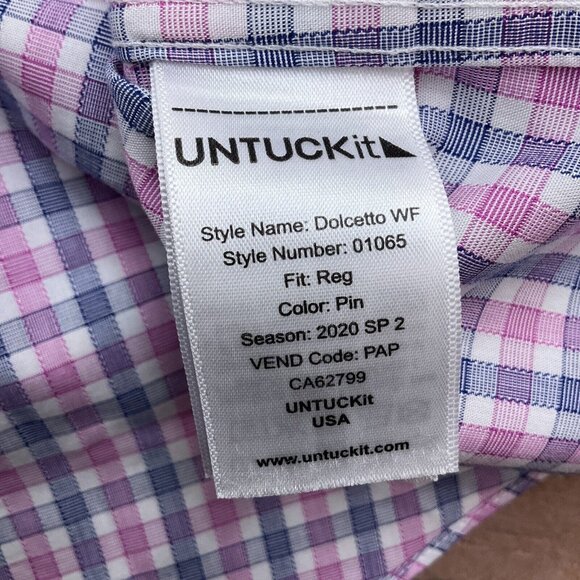 UNTUCKit
Style Name: Dolcetto WF
Style Number: 01065
Fit: Reg
Color: Pin
Season: 2020 SP 2
VEND Code: PAP
CA62799
UNTUCKit
USA
www.untuckit.com